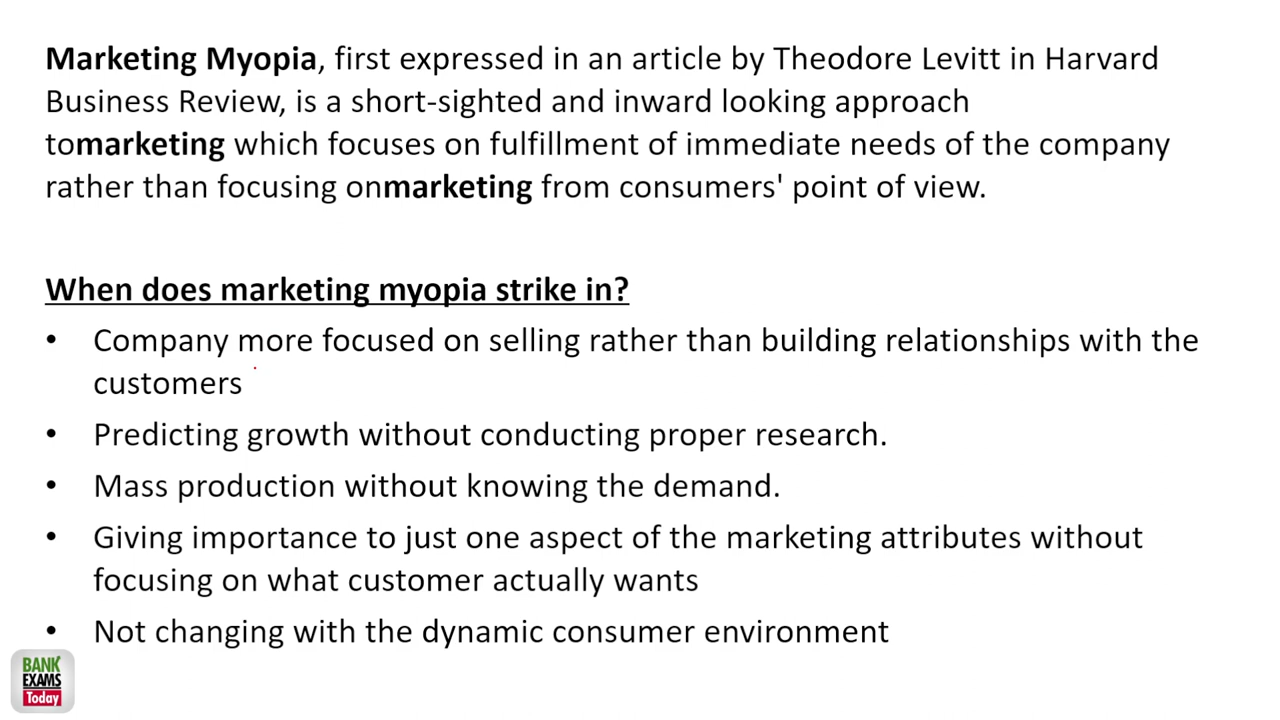 Marketing Myopia, first expressed in an article by Theodore Levitt in Harvard
Business Review, is a short-sighted and inward looking approach
tomarketing which focuses on fulfillment of immediate needs of the company
rather than focusing onmarketing from consumers' point of view.
When does marketing myopia strike in?
• Company more focused on selling rather than building relationships with the
customers
• Predicting growth without conducting proper research.
• Mass production without knowing the demand.
• Giving importance to just one aspect of the marketing attributes without
focusing on what customer actually wants
• Not changing with the dynamic consumer environment
BANK
EXAMS
Today